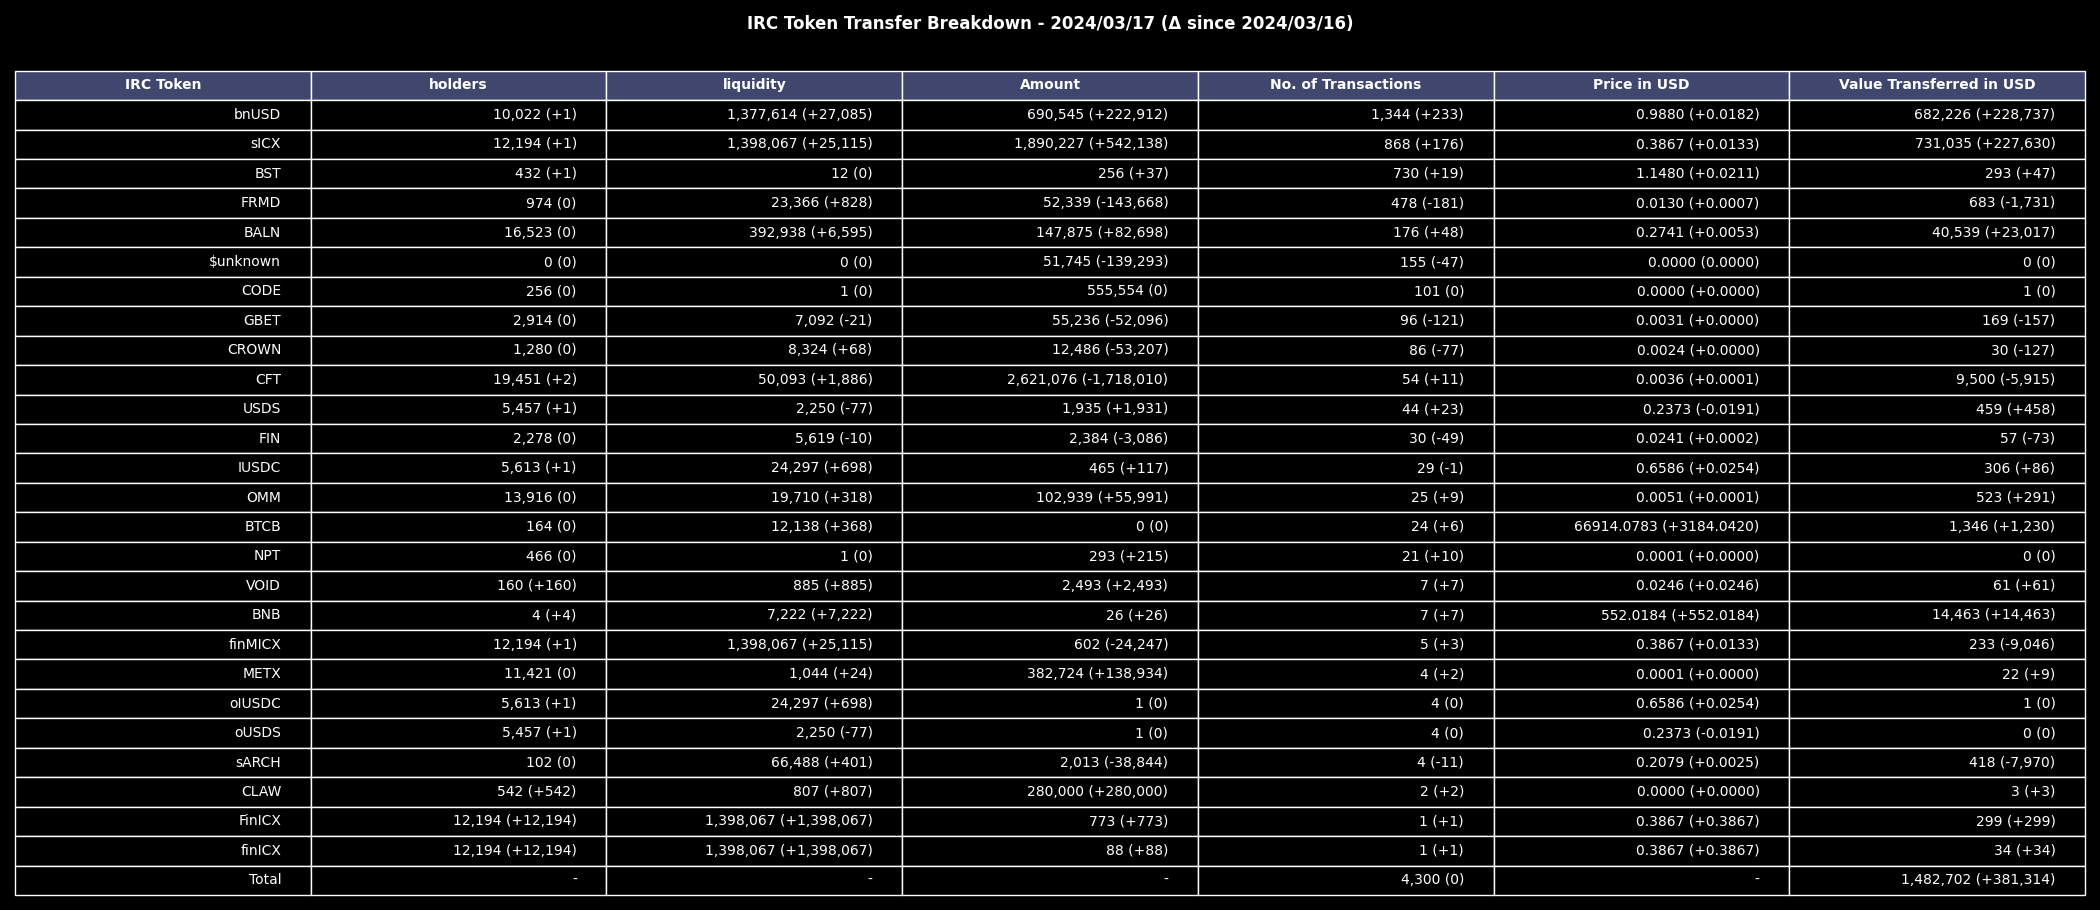 IRC Token Transfer Breakdown - 2024/03/17 (Δ since 2024/03/16)
IRC Token holders liquidity Amount No. of Transactions Price in USD Value Transferred in USD
bnUSD 10,022 (+1) 1,377,614 (+27,085) 690,545 (+222,912) 1,344 (+233) 0.9880 (+0.0182) 682,226 (+228,737)
sICX 12,194 (+1) 1,398,067 (+25,115) 1,890,227 (+542,138) 868 (+176) 0.3867 (+0.0133) 731,035 (+227,630)
BST 432 (+1) 12 (0) 256 (+37) 730 (+19) 1.1480 (+0.0211) 293 (+47)
FRMD 974 (0) 23,366 (+828) 52,339 (-143,668) 478 (-181) 0.0130 (+0.0007) 683 (-1,731)
BALN 16,523 (0) 392,938 (+6,595) 147,875 (+82,698) 176 (+48) 0.2741 (+0.0053) 40,539 (+23,017)
$unknown 0 (0) 0 (0) 51,745 (-139,293) 155 (-47) 0.0000 (0.0000) 0 (0)
CODE 256 (0) 1 (0) 555,554 (0) 101 (0) 0.0000 (+0.0000) 1 (0)
GBET 2,914 (0) 7,092 (-21) 55,236 (-52,096) 96 (-121) 0.0031 (+0.0000) 169 (-157)
CROWN 1,280 (0) 8,324 (+68) 12,486 (-53,207) 86 (-77) 0.0024 (+0.0000) 30 (-127)
CFT 19,451 (+2) 50,093 (+1,886) 2,621,076 (-1,718,010) 54 (+11) 0.0036 (+0.0001) 9,500 (-5,915)
USDS 5,457 (+1) 2,250 (-77) 1,935 (+1,931) 44 (+23) 0.2373 (-0.0191) 459 (+458)
FIN 2,278 (0) 5,619 (-10) 2,384 (-3,086) 30 (-49) 0.0241 (+0.0002) 57 (-73)
IUSDC 5,613 (+1) 24,297 (+698) 465 (+117) 29 (-1) 0.6586 (+0.0254) 306 (+86)
OMM 13,916 (0) 19,710 (+318) 102,939 (+55,991) 25 (+9) 0.0051 (+0.0001) 523 (+291)
BTCB 164 (0) 12,138 (+368) 0 (0) 24 (+6) 66914.0783 (+3184.0420) 1,346 (+1,230)
NPT 466 (0) 1 (0) 293 (+215) 21 (+10) 0.0001 (+0.0000) 0 (0)
VOID 160 (+160) 885 (+885) 2,493 (+2,493) 7 (+7) 0.0246 (+0.0246) 61 (+61)
BNB 4 (+4) 7,222 (+7,222) 26 (+26) 7 (+7) 552.0184 (+552.0184) 14,463 (+14,463)
finMICX 12,194 (+1) 1,398,067 (+25,115) 602 (-24,247) 5 (+3) 0.3867 (+0.0133) 233 (-9,046)
METX 11,421 (0) 1,044 (+24) 382,724 (+138,934) 4 (+2) 0.0001 (+0.0000) 22 (+9)
oIUSDC 5,613 (+1) 24,297 (+698) 1 (0) 4 (0) 0.6586 (+0.0254) 1 (0)
oUSDS 5,457 (+1) 2,250 (-77) 1 (0) 4 (0) 0.2373 (-0.0191) 0 (0)
sARCH 102 (0) 66,488 (+401) 2,013 (-38,844) 4 (-11) 0.2079 (+0.0025) 418 (-7,970)
CLAW 542 (+542) 807 (+807) 280,000 (+280,000) 2 (+2) 0.0000 (+0.0000) 3 (+3)
FinICX 12,194 (+12,194) 1,398,067 (+1,398,067) 773 (+773) 1 (+1) 0.3867 (+0.3867) 299 (+299)
finICX 12,194 (+12,194) 1,398,067 (+1,398,067) 88 (+88) 1 (+1) 0.3867 (+0.3867) 34 (+34)
Total - - - 4,300 (0) - 1,482,702 (+381,314)